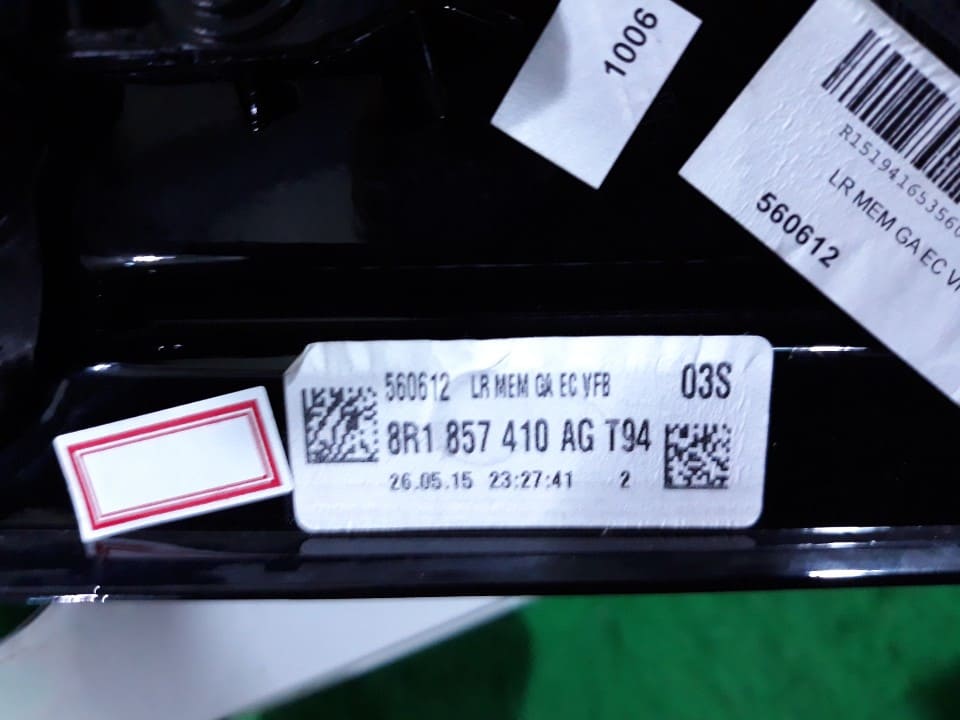 1006
R15194165356
LR MEM GA EC
560612
560612 LR MEM GA EC VFB 03S
8R1 857 410 AG T94
26.05.15 23:27:41 2